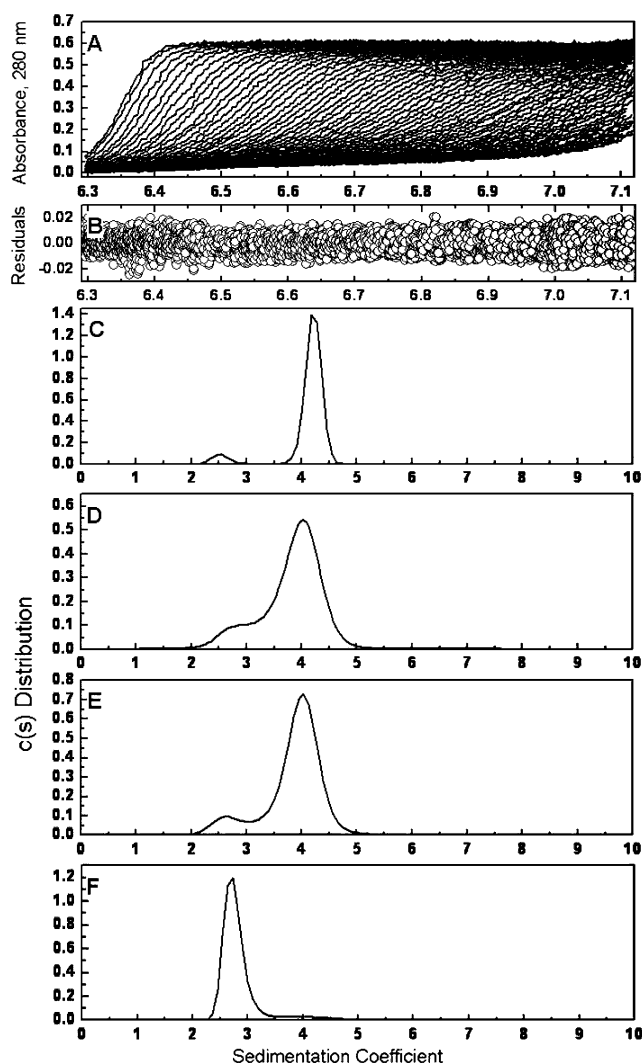 Absorbance, 280 nm
A
0.7
0.6
0.5
0.4
0.3
0.2
0.1
0.0
6.3 6.4 6.5 6.6 6.7 6.8 6.9 7.0 7.1
Residuals
B
0.02
0.00
-0.02
6.3 6.4 6.5 6.6 6.7 6.8 6.9 7.0 7.1
c(s) Distribution
C
1.4
1.2
1.0
0.8
0.6
0.4
0.2
0.0
0 1 2 3 4 5 6 7 8 9 10
D
0.6
0.5
0.4
0.3
0.2
0.1
0.0
0 1 2 3 4 5 6 7 8 9 10
E
0.8
0.7
0.6
0.5
0.4
0.3
0.2
0.1
0.0
0 1 2 3 4 5 6 7 8 9 10
F
1.2
1.0
0.8
0.6
0.4
0.2
0.0
0 1 2 3 4 5 6 7 8 9 10
Sedimentation Coefficient